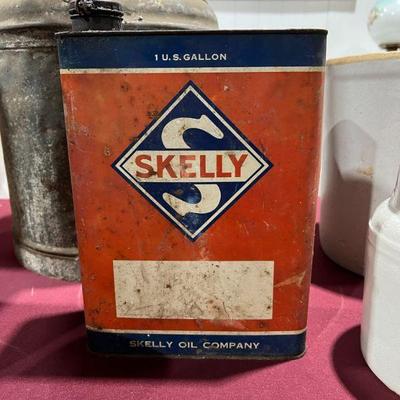 1 U.S. GALLON
S
SKELLY
SKELLY OIL COMPANY